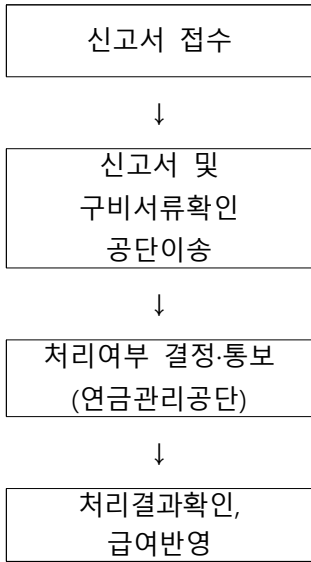 신고서 접수
↓
신고서 및
구비서류확인
공단이송
↓
처리여부 결정·통보
(연금관리공단)
↓
처리결과확인,
급여반영